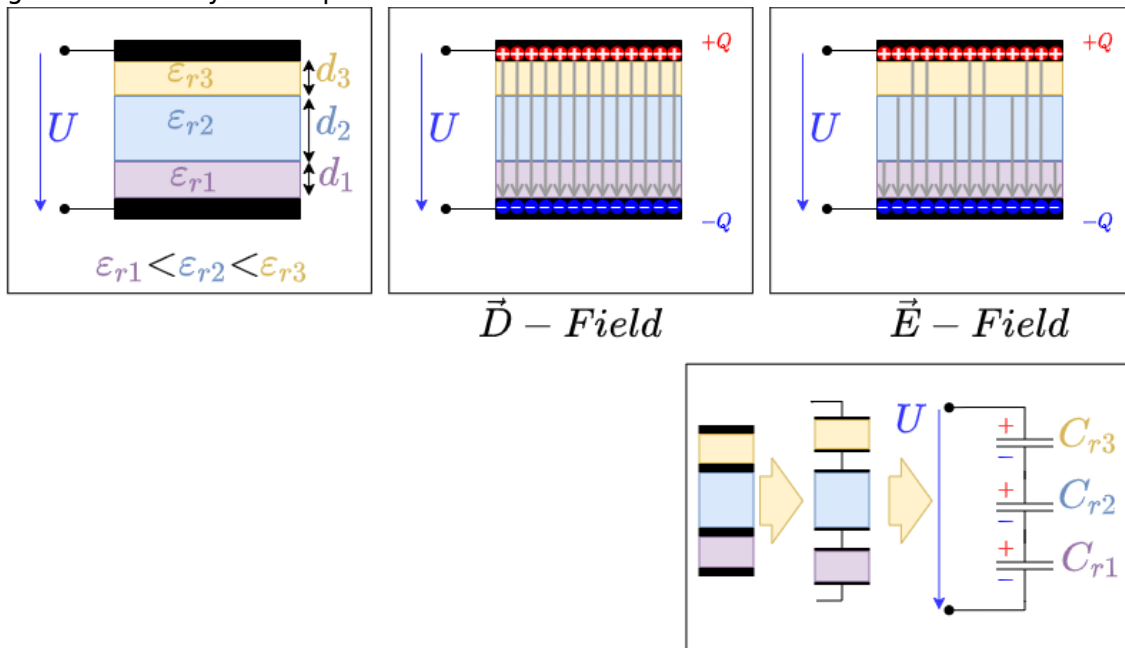 εr3
d3
U
εr2
d2
εr1
d1
εr1<εr2<εr3
+Q
−Q
+Q
U
−Q
U
D⃗ − Field
E⃗ − Field
U
+
−
Cr3
+
−
Cr2
+
−
Cr1